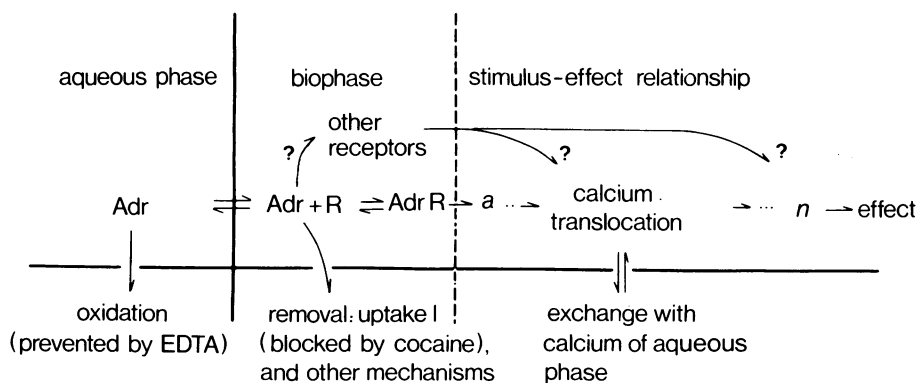 aqueous phase
biophase
stimulus-effect relationship
other
receptors
?
?
?
Adr ⇌ Adr + R ⇌ Adr R → a ··· → calcium translocation → ··· n → effect
oxidation
(prevented by EDTA)
removal: uptake I
(blocked by cocaine),
and other mechanisms
exchange with
calcium of aqueous
phase